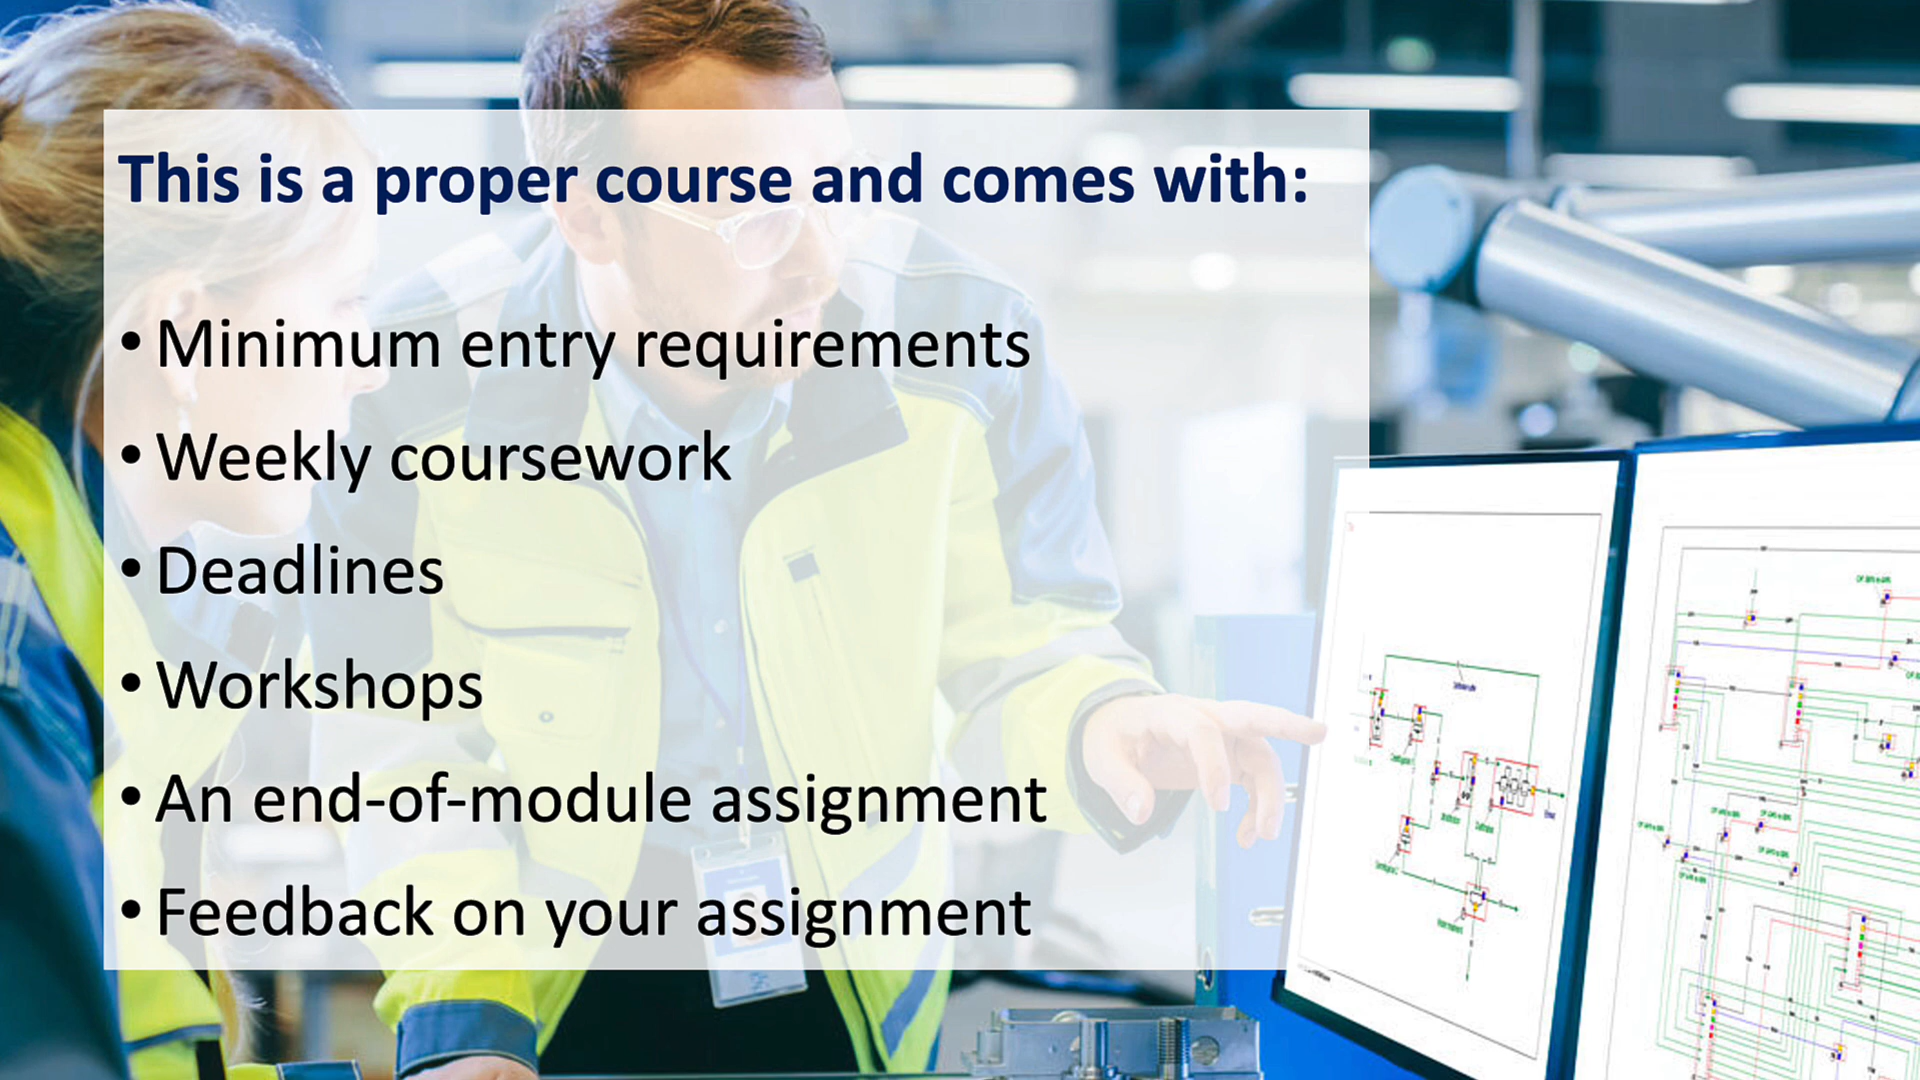 This is a proper course and comes with:
• Minimum entry requirements
• Weekly coursework
• Deadlines
• Workshops
• An end-of-module assignment
• Feedback on your assignment